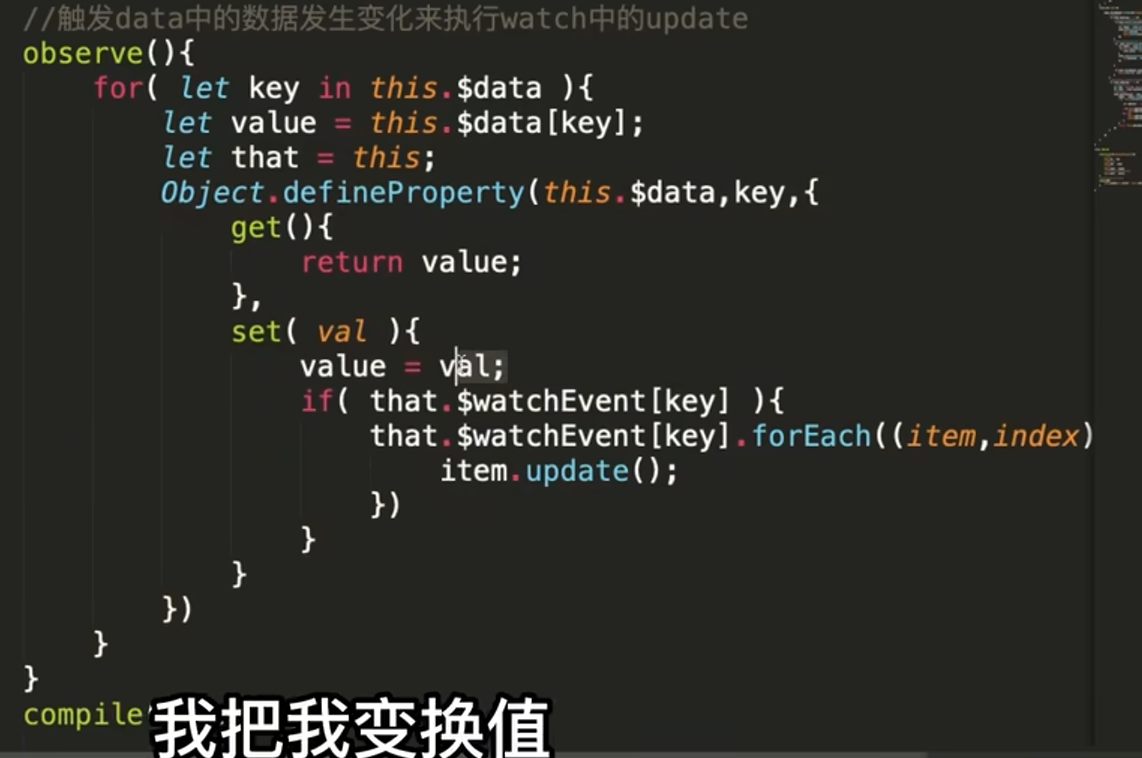 //触发data中的数据发生变化来执行watch中的update
observe(){
for( let key in this.$data ){
let value = this.$data[key];
let that = this;
Object.defineProperty(this.$data,key,{
get(){
return value;
},
set( val ){
value = val;
if( that.$watchEvent[key] ){
that.$watchEvent[key].forEach((item,index)
item.update();
})
}
}
})
}
}
compile
我把我变换值